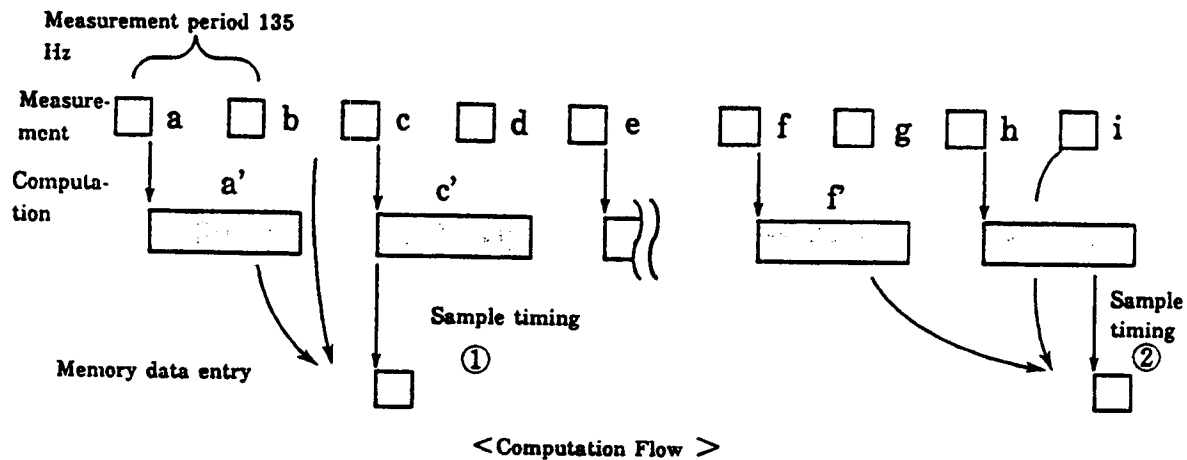 Measurement period 135
Hz
Measure-
ment
a b c d e f g h i
Computa-
tion
a' c' f'
Sample timing
①
Sample
timing
②
Memory data entry
<Computation Flow>